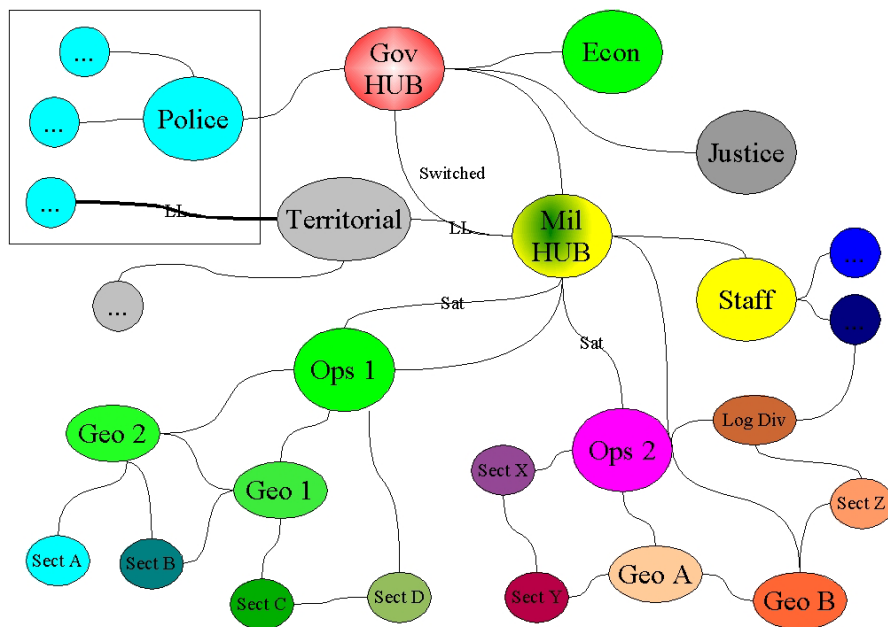 ...
Gov
HUB
Econ
...
Police
Justice
Switched
...
LL
Territorial
LL
Mil
HUB
...
Staff
...
...
Sat
Sat
Ops 1
Log Div
Geo 2
Ops 2
Sect X
Geo 1
Sect Z
Sect A
Sect B
Geo A
Sect C
Sect D
Sect Y
Geo B